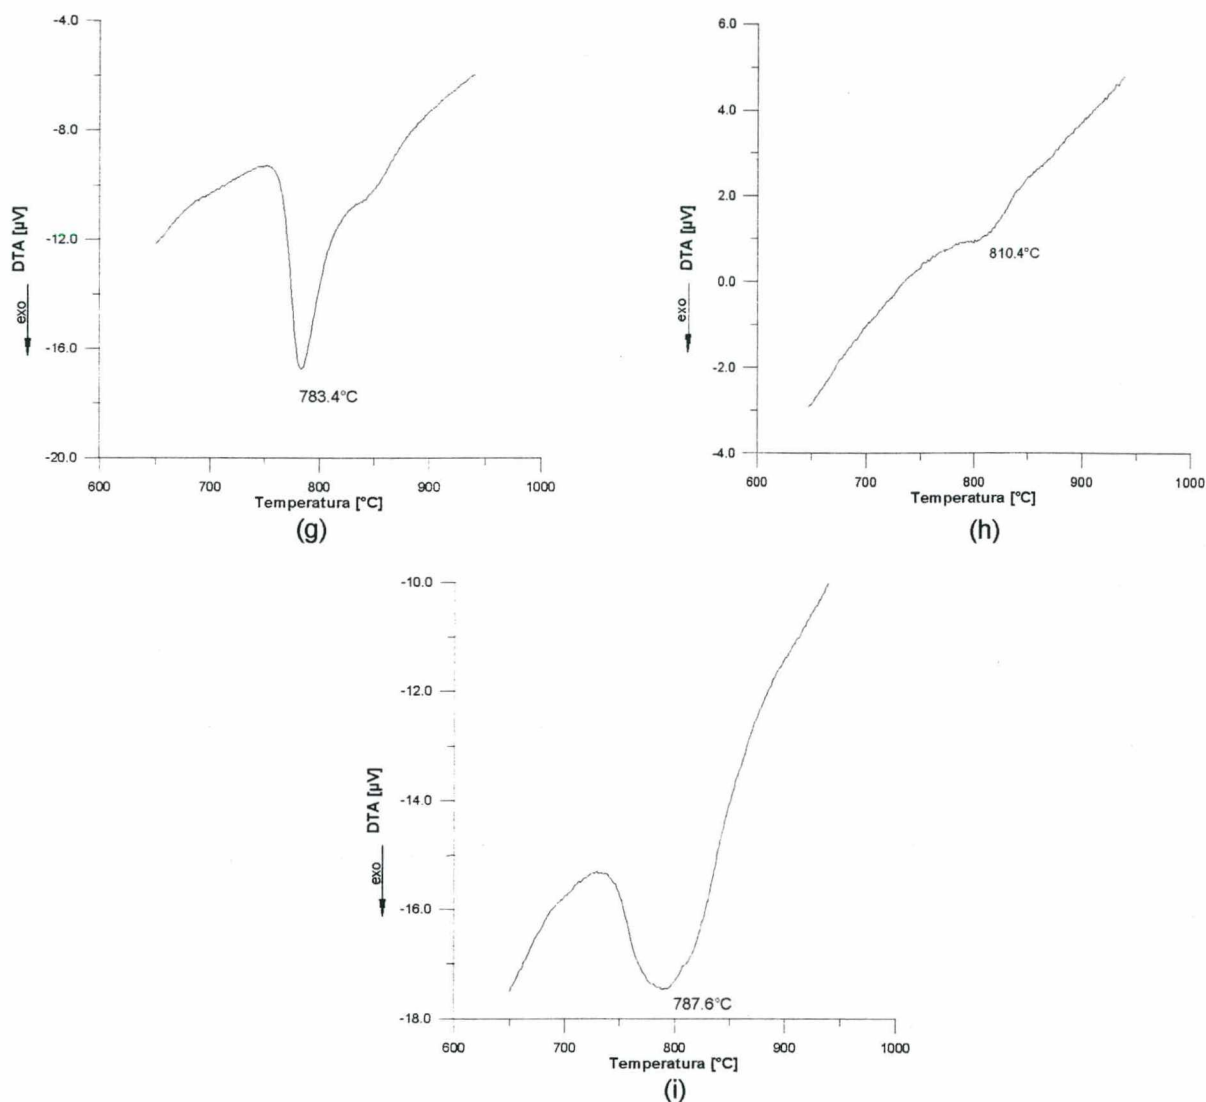 -4.0
-8.0
-12.0
-16.0
-20.0
DTA [µV]
exo
783.4°C
600 700 800 900 1000
Temperatura [°C]
(g)
6.0
4.0
2.0
0.0
-2.0
-4.0
DTA [µV]
exo
810.4°C
600 700 800 900 1000
Temperatura [°C]
(h)
-10.0
-12.0
-14.0
-16.0
-18.0
DTA [µV]
exo
787.6°C
600 700 800 900 1000
Temperatura [°C]
(i)